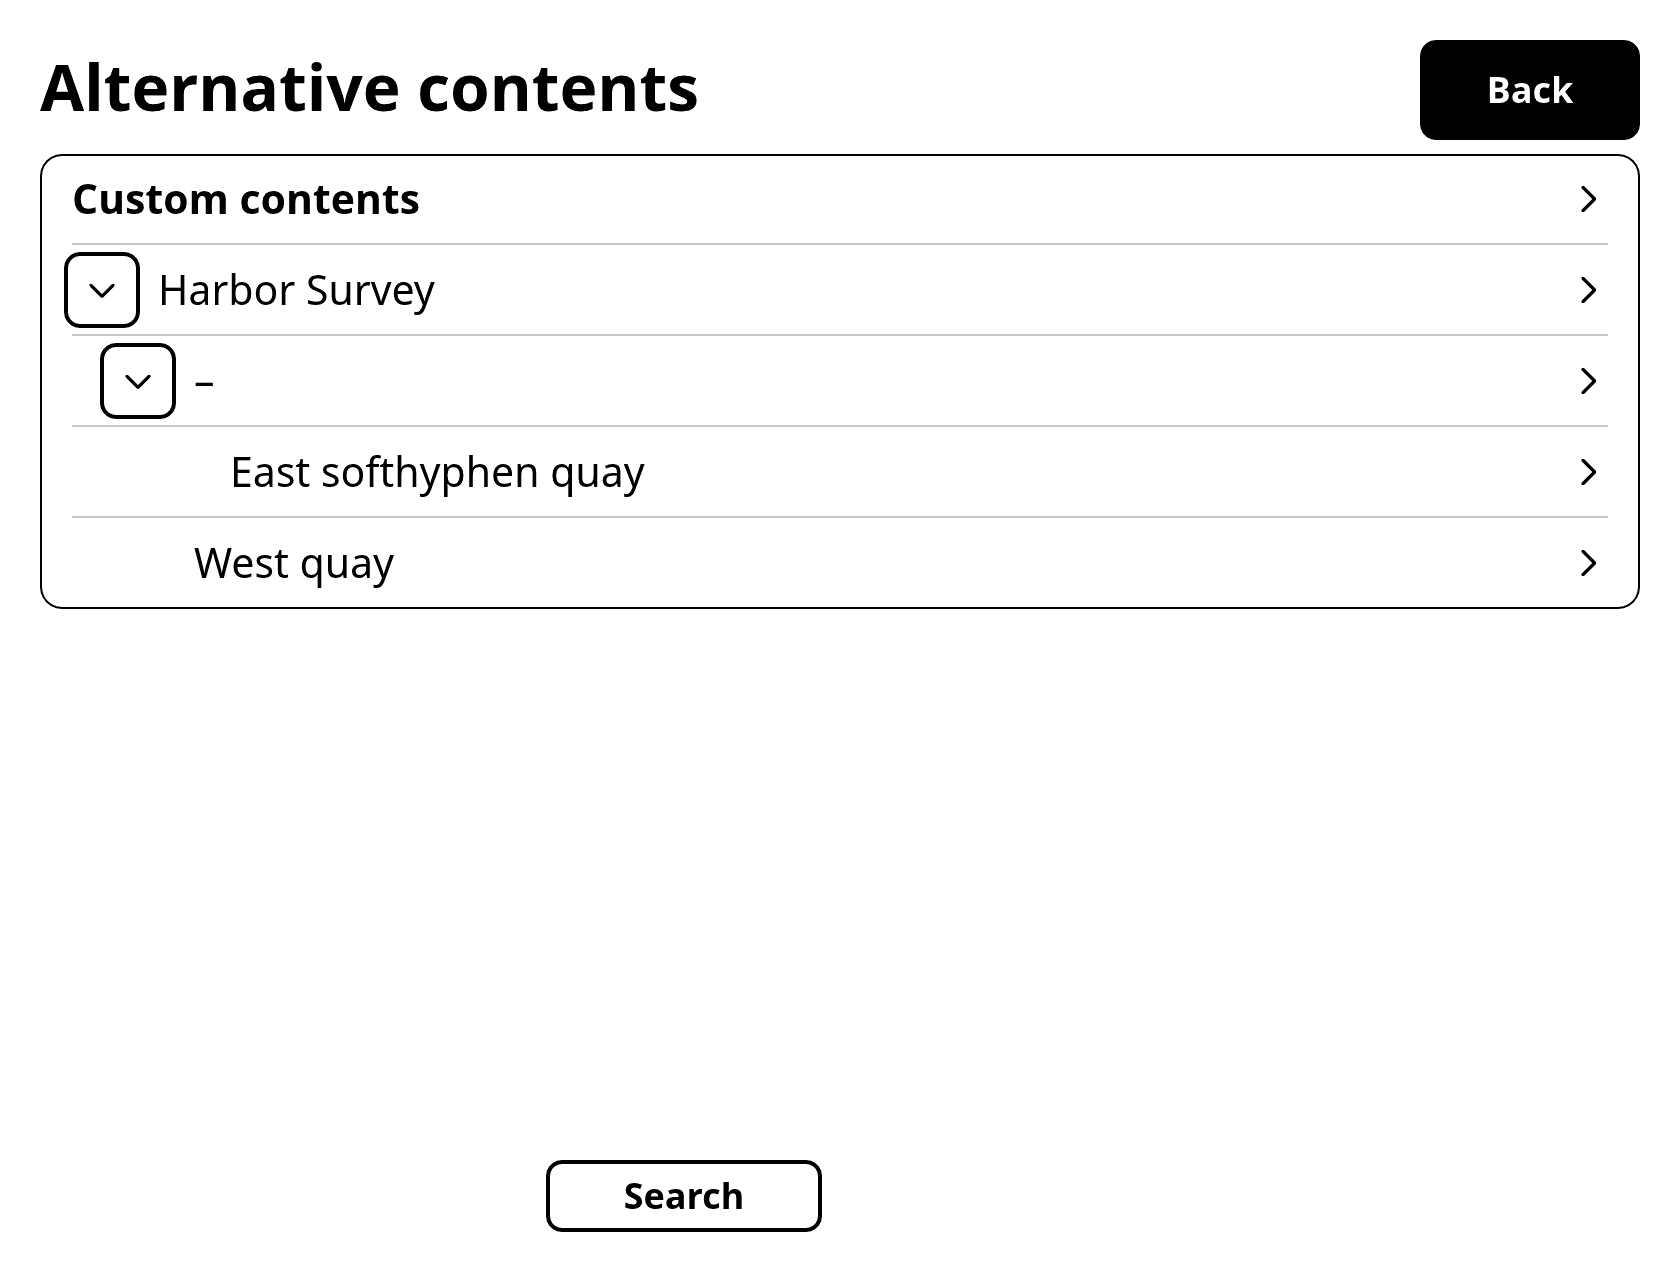 Alternative contents
Back
Custom contents
Harbor Survey
–
East softhyphen quay
West quay
Search